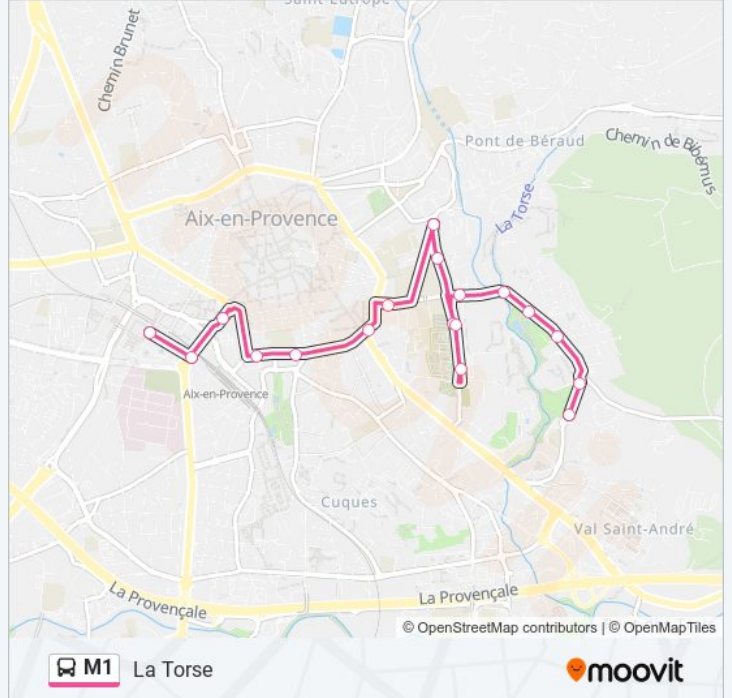 Saint-Eutrope
Chemin Brunet
Pont de Béraud
Chemin de Bibémus
La Torse
Aix-en-Provence
Aix-en-Provence
Cuques
Val Saint-André
La Provençale
La Provençale
© OpenStreetMap contributors | © OpenMapTiles
M1 La Torse
moovit